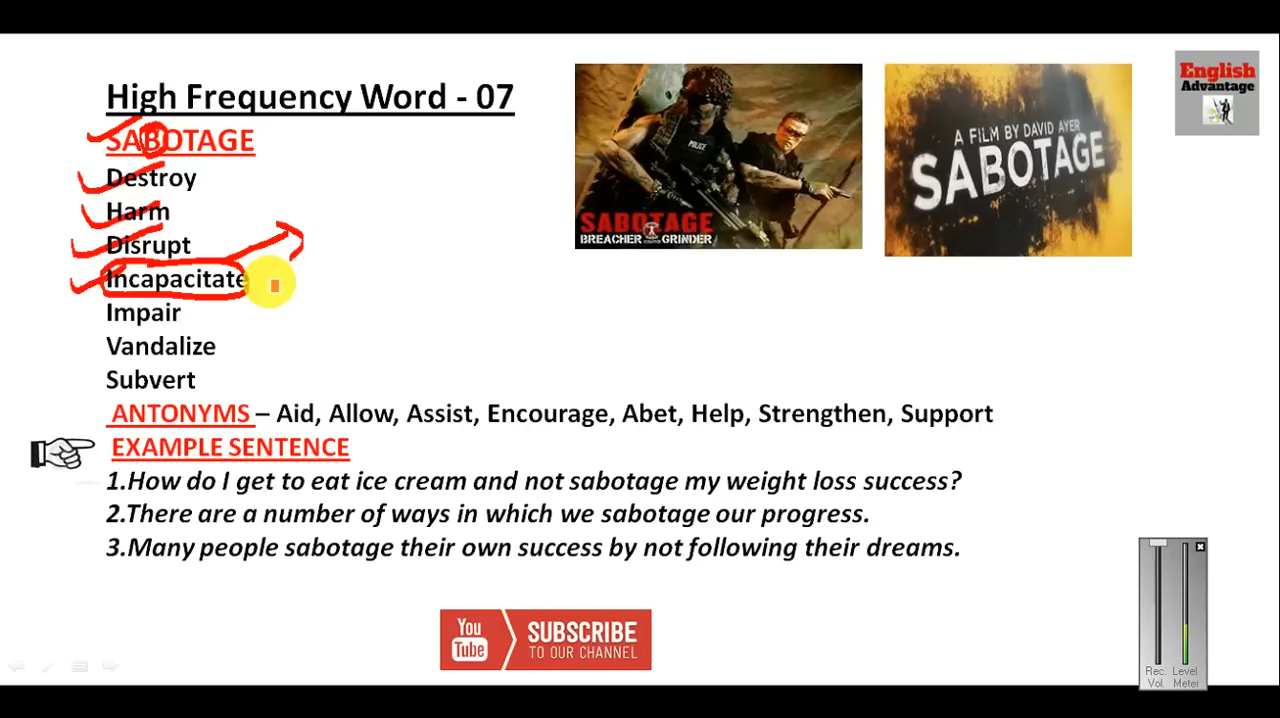 High Frequency Word - 07
SABOTAGE
Destroy
Harm
Disrupt
Incapacitate
Impair
Vandalize
Subvert
ANTONYMS – Aid, Allow, Assist, Encourage, Abet, Help, Strengthen, Support
EXAMPLE SENTENCE
1.How do I get to eat ice cream and not sabotage my weight loss success?
2.There are a number of ways in which we sabotage our progress.
3.Many people sabotage their own success by not following their dreams.
POLICE
SABOTAGE
BREACHER GRINDER
A FILM BY DAVID AYER
SABOTAGE
English
Advantage
You
Tube
SUBSCRIBE
TO OUR CHANNEL
Rec. Level
Vol. Meter